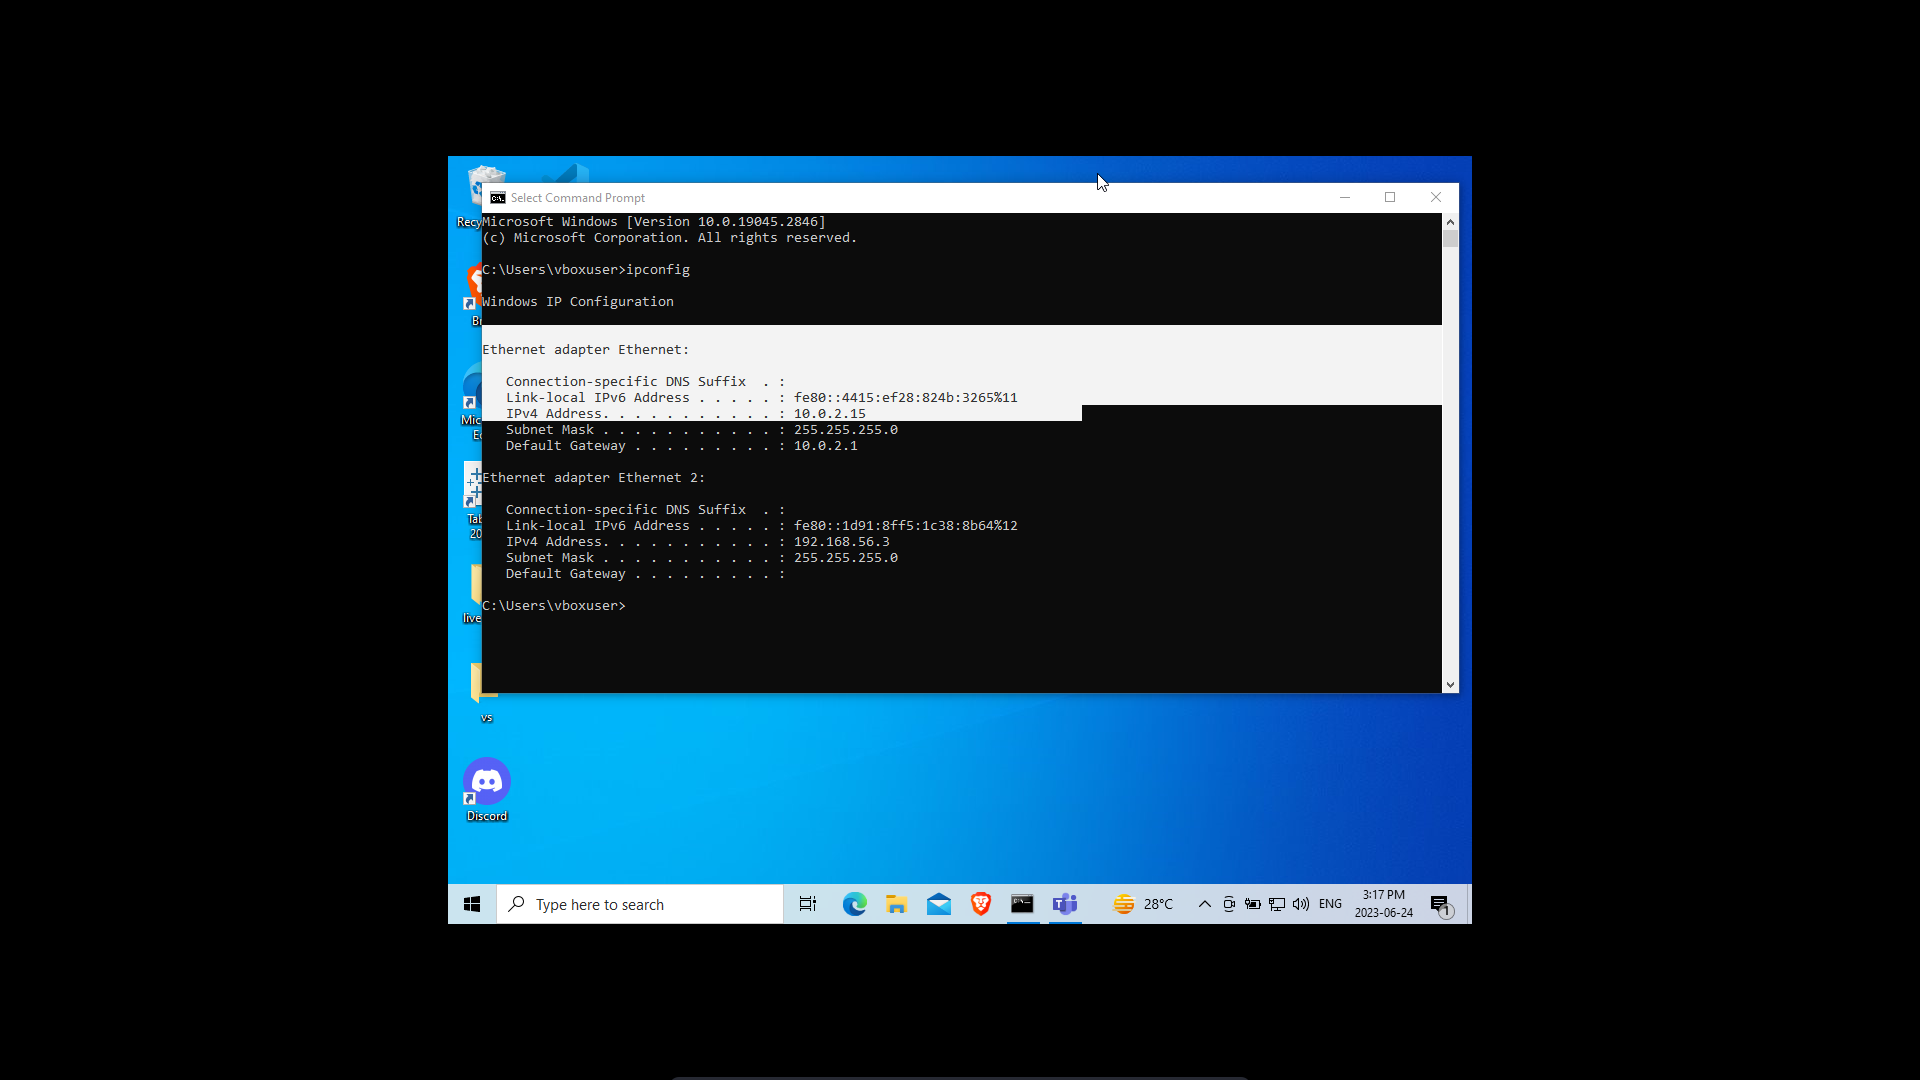 Select Command Prompt
Microsoft Windows [Version 10.0.19045.2846]
(c) Microsoft Corporation. All rights reserved.
C:\Users\vboxuser>ipconfig
Windows IP Configuration
Ethernet adapter Ethernet:
Connection-specific DNS Suffix  . :
Link-local IPv6 Address . . . . . : fe80::4415:ef28:824b:3265%11
IPv4 Address. . . . . . . . . . . : 10.0.2.15
Subnet Mask . . . . . . . . . . . : 255.255.255.0
Default Gateway . . . . . . . . . : 10.0.2.1
Ethernet adapter Ethernet 2:
Connection-specific DNS Suffix  . :
Link-local IPv6 Address . . . . . : fe80::1d91:8ff5:1c38:8b64%12
IPv4 Address. . . . . . . . . . . : 192.168.56.3
Subnet Mask . . . . . . . . . . . : 255.255.255.0
Default Gateway . . . . . . . . . :
C:\Users\vboxuser>
Recy
Br
Mic
Ed
Tab
20
live
vs
Discord
Type here to search
28°C
ENG
3:17 PM
2023-06-24
1